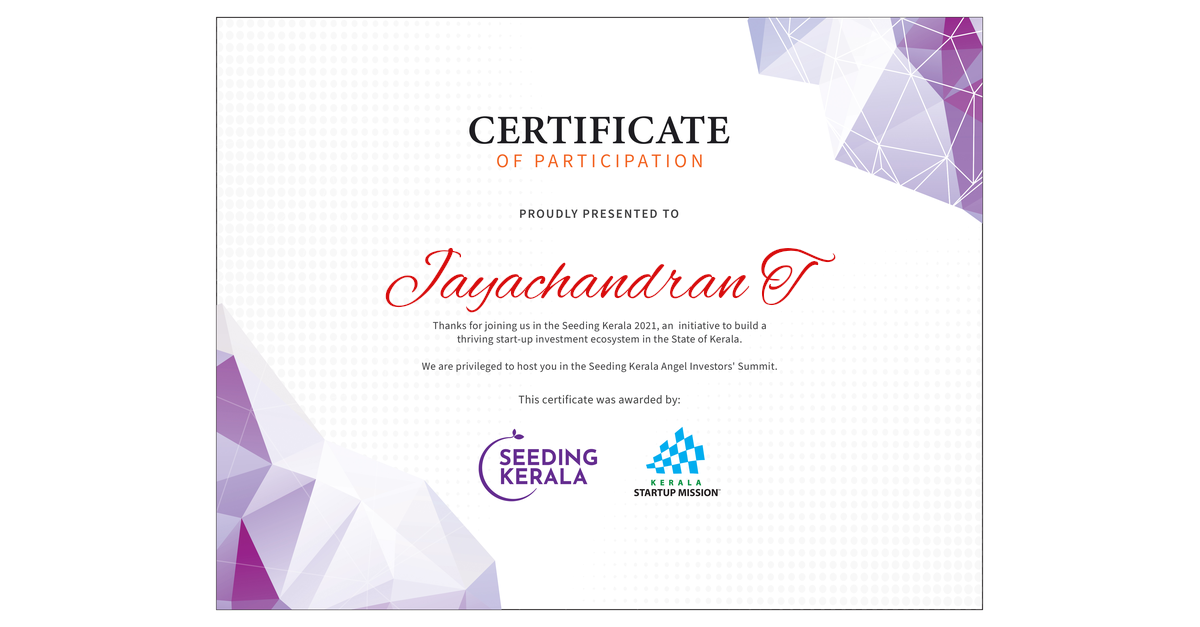 CERTIFICATE
OF PARTICIPATION
PROUDLY PRESENTED TO
Jayachandran T
Thanks for joining us in the Seeding Kerala 2021, an initiative to build a
thriving start-up investment ecosystem in the State of Kerala.
We are privileged to host you in the Seeding Kerala Angel Investors' Summit.
This certificate was awarded by:
SEEDING
KERALA
KERALA
STARTUP MISSION